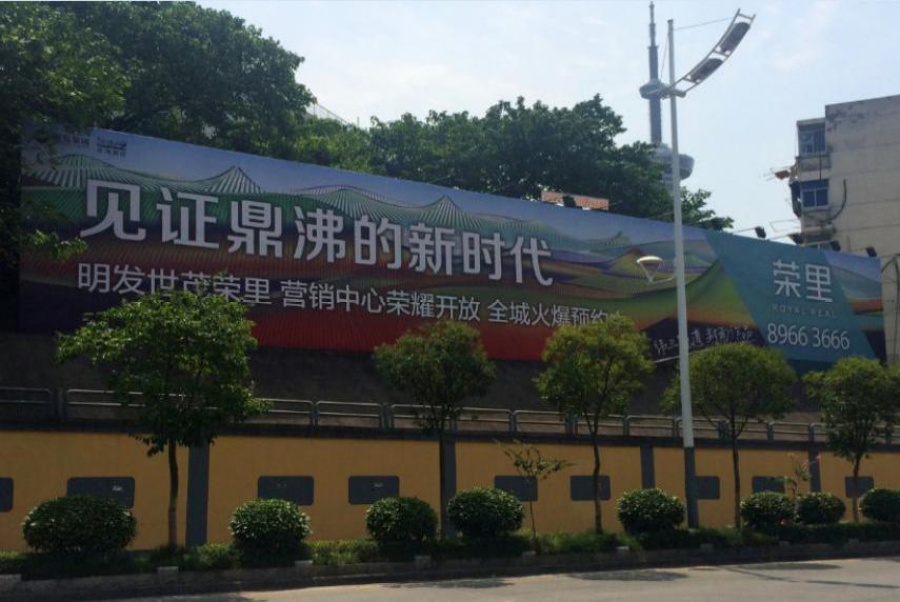 见证鼎沸的新时代
明发世茂荣里 营销中心荣耀开放 全城火爆预约
荣里
ROYAL REAL
8966 3666